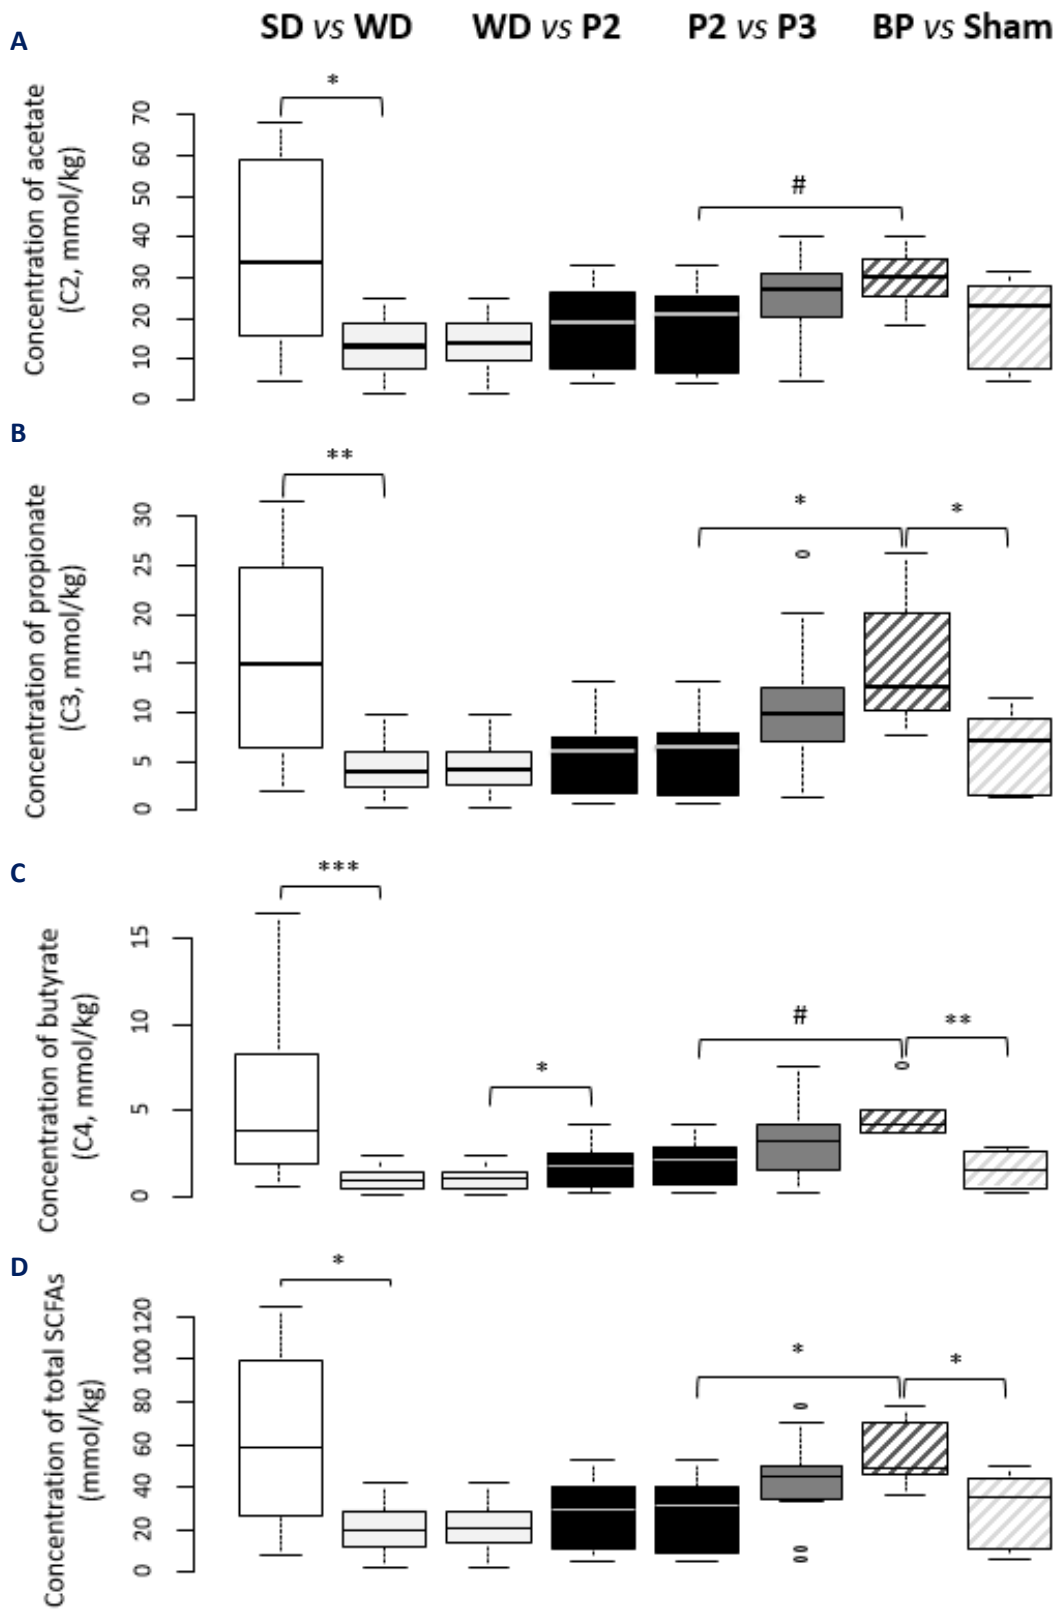 SD vs WD WD vs P2 P2 vs P3 BP vs Sham
A
Concentration of acetate
(C2, mmol/kg)
70
60
50
40
30
20
10
0
*
#
B
Concentration of propionate
(C3, mmol/kg)
30
25
20
15
10
5
0
**
*
*
C
Concentration of butyrate
(C4, mmol/kg)
15
10
5
0
***
*
#
**
D
Concentration of total SCFAs
(mmol/kg)
120
100
80
60
40
20
0
*
*
*